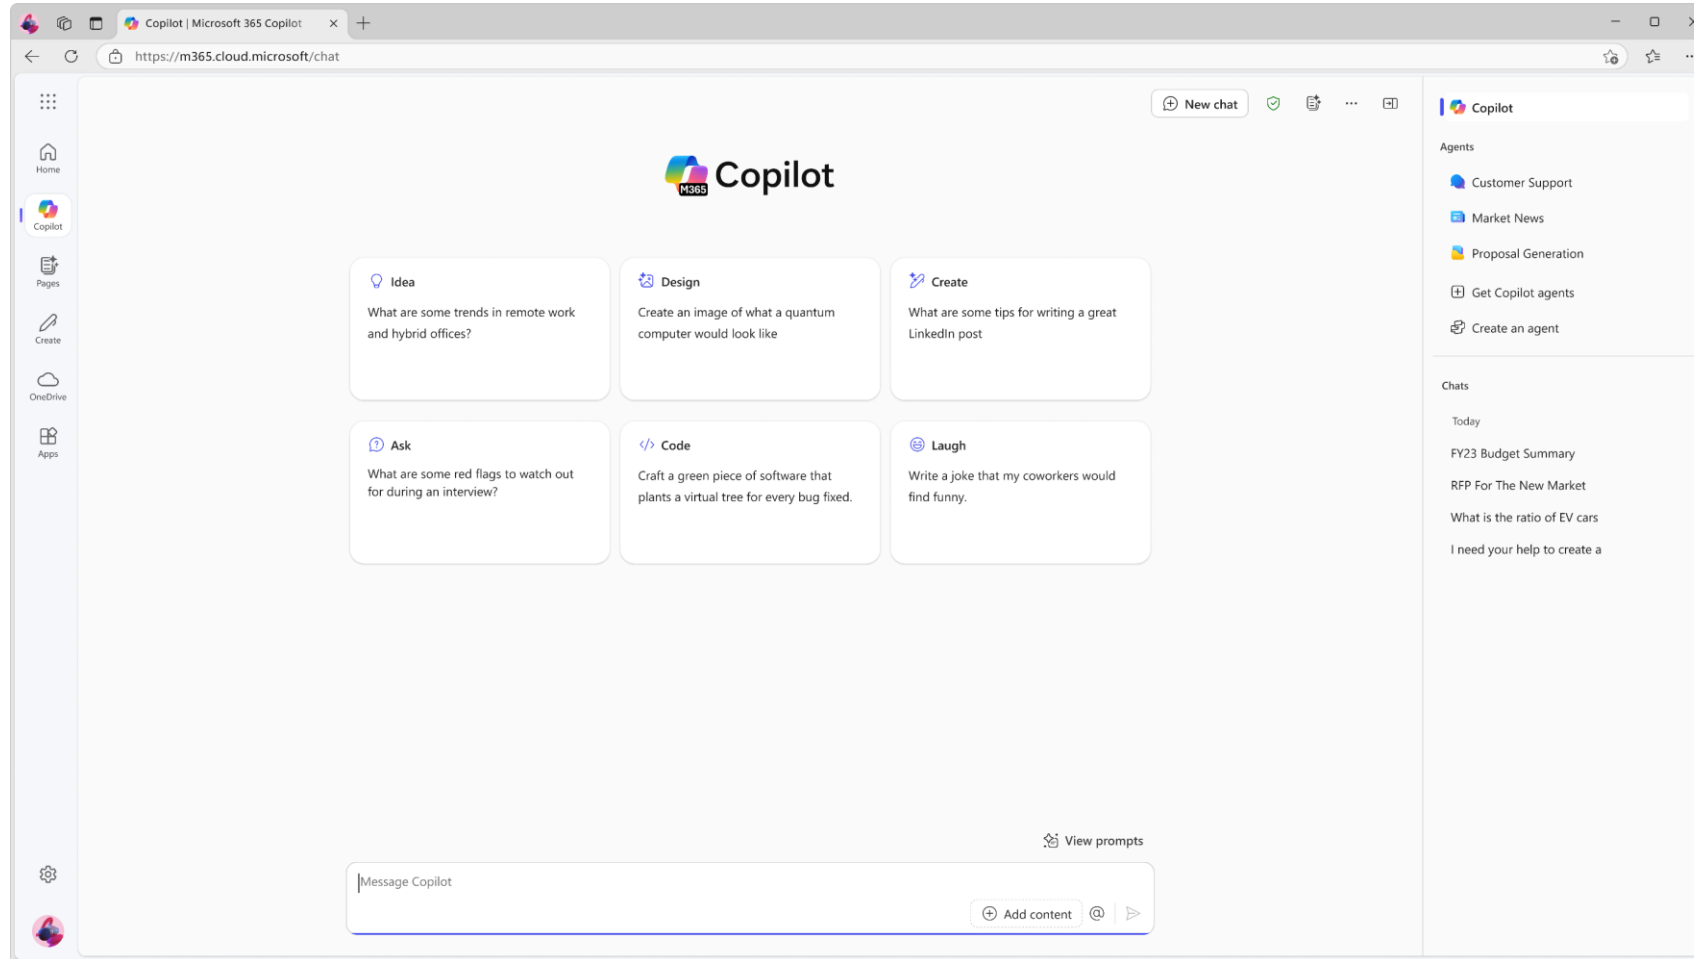 Copilot | Microsoft 365 Copilot
https://m365.cloud.microsoft/chat
Home
Copilot
Pages
Create
OneDrive
Apps
New chat
M365 Copilot
Idea
What are some trends in remote work
and hybrid offices?
Design
Create an image of what a quantum
computer would look like
Create
What are some tips for writing a great
LinkedIn post
Ask
What are some red flags to watch out
for during an interview?
Code
Craft a green piece of software that
plants a virtual tree for every bug fixed.
Laugh
Write a joke that my coworkers would
find funny.
View prompts
Message Copilot
Add content
Copilot
Agents
Customer Support
Market News
Proposal Generation
Get Copilot agents
Create an agent
Chats
Today
FY23 Budget Summary
RFP For The New Market
What is the ratio of EV cars
I need your help to create a